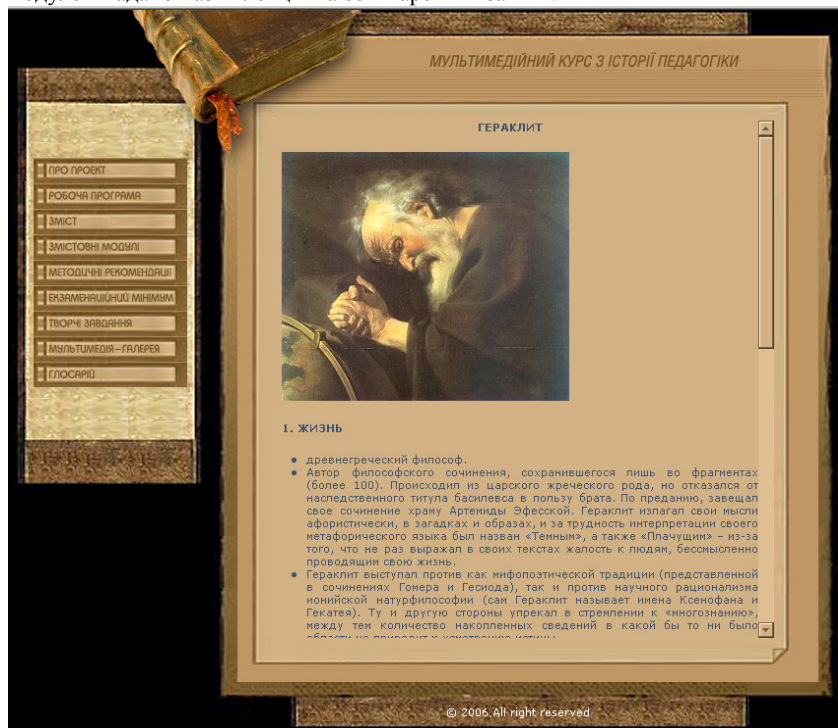 МУЛЬТИМЕДІЙНИЙ КУРС З ІСТОРІЇ ПЕДАГОГІКИ
ПРО ПРОЕКТ
РОБОЧА ПРОГРАМА
ЗМІСТ
ЗМІСТОВНІ МОДУЛІ
МЕТОДИЧНІ РЕКОМЕНДАЦІЇ
ЕКЗАМЕНАЦІЙНИЙ МІНІМУМ
ТВОРЧІ ЗАВДАННЯ
МУЛЬТИМЕДІЯ–ГАЛЕРЕЯ
ГЛОСАРІЙ
ГЕРАКЛИТ
1. ЖИЗНЬ
• древнегреческий философ.
• Автор философского сочинения, сохранившегося лишь во фрагментах
(более 100). Происходил из царского жреческого рода, но отказался от
наследственного титула басилевса в пользу брата. По преданию, завещал
свое сочинение храму Артемиды Эфесской. Гераклит излагал свои мысли
афористически, в загадках и образах, и за трудность интерпретации своего
метафорического языка был назван «Темным», а также «Плачущим» – из-за
того, что не раз выражал в своих текстах жалость к людям, бессмысленно
проводящим свою жизнь.
• Гераклит выступал против как мифопоэтической традиции (представленной
в сочинениях Гомера и Гесиода), так и против научного рационализма
ионийской натурфилософии (сам Гераклит называет имена Ксенофана и
Гекатея). Ту и другую стороны упрекал в стремлении к «многознанию»,
между тем количество накопленных сведений в какой бы то ни было
© 2006 All right reserved